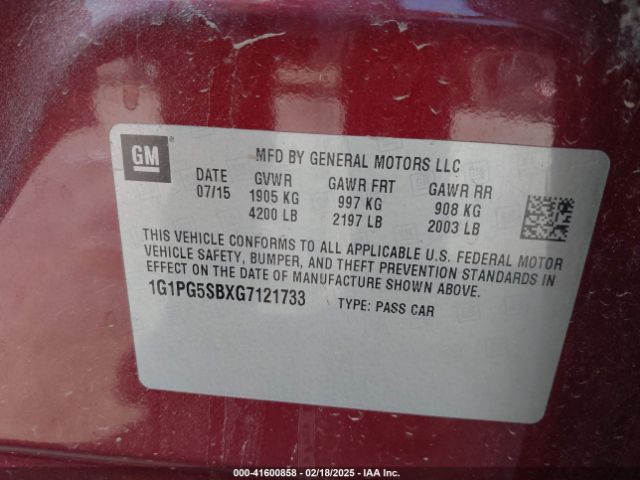 GM
MFD BY GENERAL MOTORS LLC
DATE GVWR GAWR FRT GAWR RR
07/15 1905 KG 997 KG 908 KG
4200 LB 2197 LB 2003 LB
THIS VEHICLE CONFORMS TO ALL APPLICABLE U.S. FEDERAL MOTOR
VEHICLE SAFETY, BUMPER, AND THEFT PREVENTION STANDARDS IN
EFFECT ON THE DATE OF MANUFACTURE SHOWN ABOVE.
1G1PG5SBXG7121733 TYPE: PASS CAR
000-41600858 - 02/18/2025 - IAA Inc.